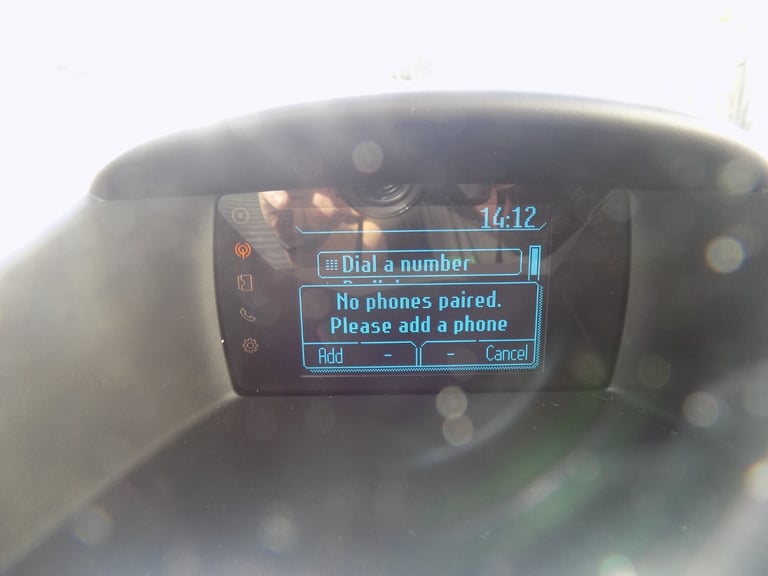 14:12
Dial a number
No phones paired.
Please add a phone
Add - - Cancel